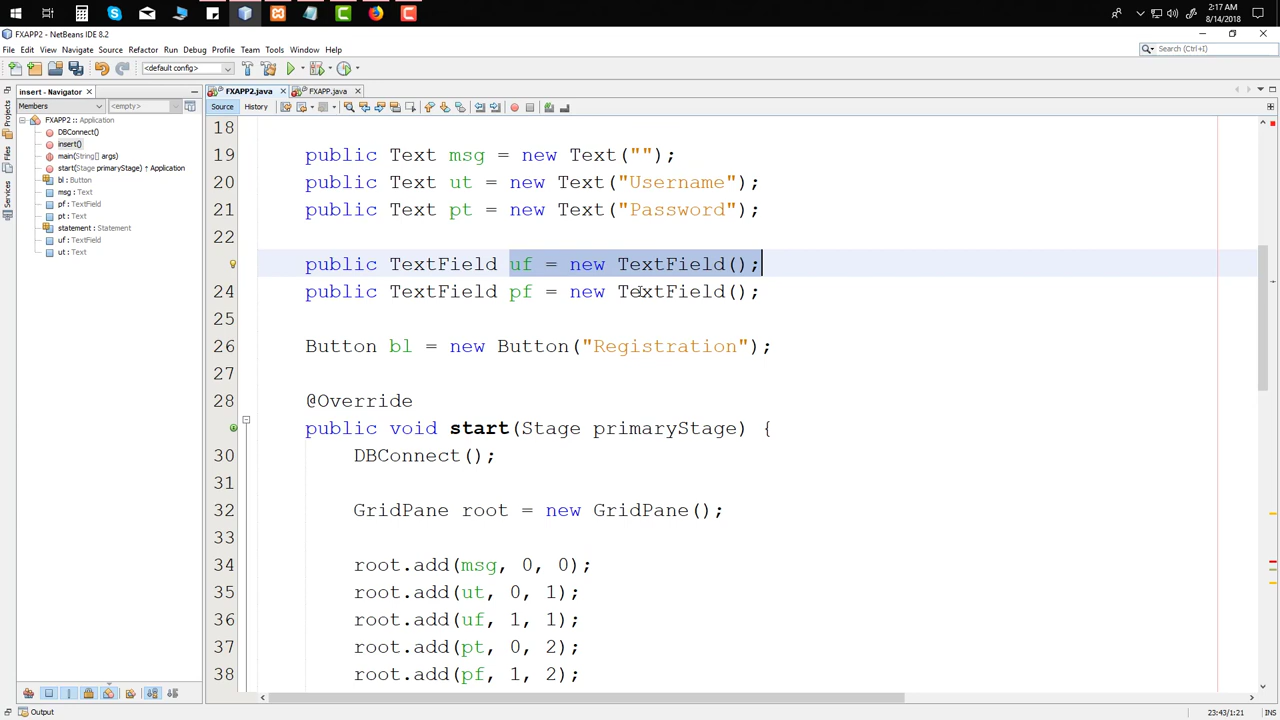 2:17 AM
8/14/2018
FXAPP2 - NetBeans IDE 8.2
File Edit View Navigate Source Refactor Run Debug Profile Team Tools Window Help
Search (Ctrl+I)
<default config>
insert - Navigator
FXAPP2.java
FXAPP.java
Members
<empty>
Source
History
Projects
Files
Services
FXAPP2 :: Application
DBConnect()
insert()
main(String[] args)
start(Stage primaryStage) ↑ Application
bl : Button
msg : Text
pf : TextField
pt : Text
statement : Statement
uf : TextField
ut : Text
18
19 public Text msg = new Text("");
20 public Text ut = new Text("Username");
21 public Text pt = new Text("Password");
22
public TextField uf = new TextField();
24 public TextField pf = new TextField();
25
26 Button bl = new Button("Registration");
27
28 @Override
public void start(Stage primaryStage) {
30 DBConnect();
31
32 GridPane root = new GridPane();
33
34 root.add(msg, 0, 0);
35 root.add(ut, 0, 1);
36 root.add(uf, 1, 1);
37 root.add(pt, 0, 2);
38 root.add(pf, 1, 2);
Output
23:43/1:21
INS